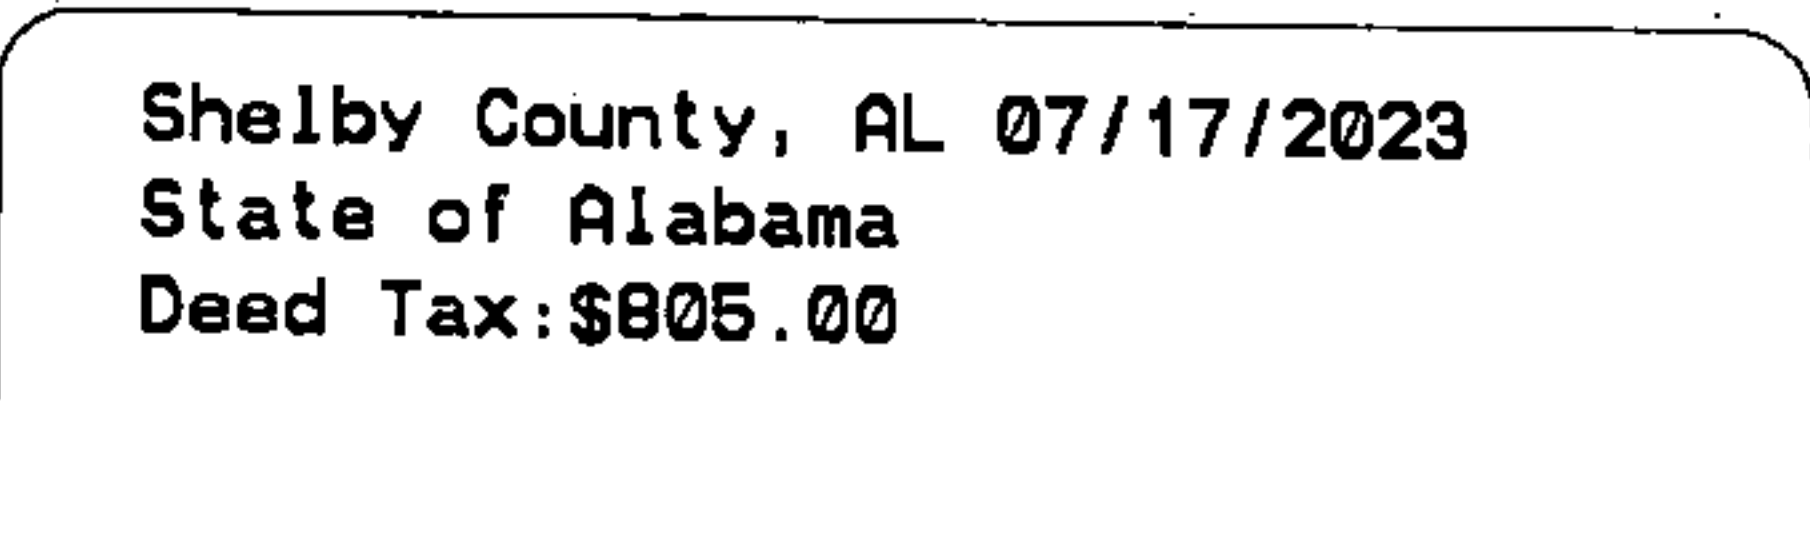 Shelby County, AL 07/17/2023
State of Alabama
Deed Tax:$805.00